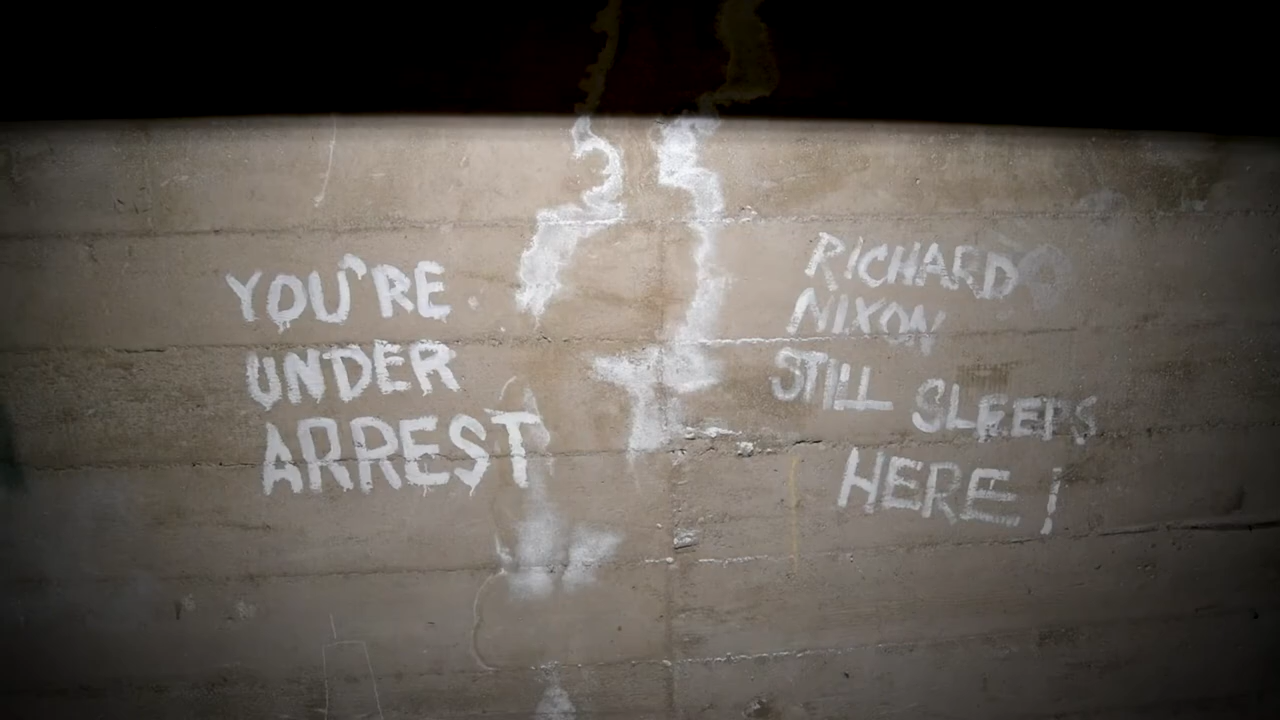 YOU'RE
UNDER
ARREST
RICHARD
NIXON
STILL SLEEPS
HERE!